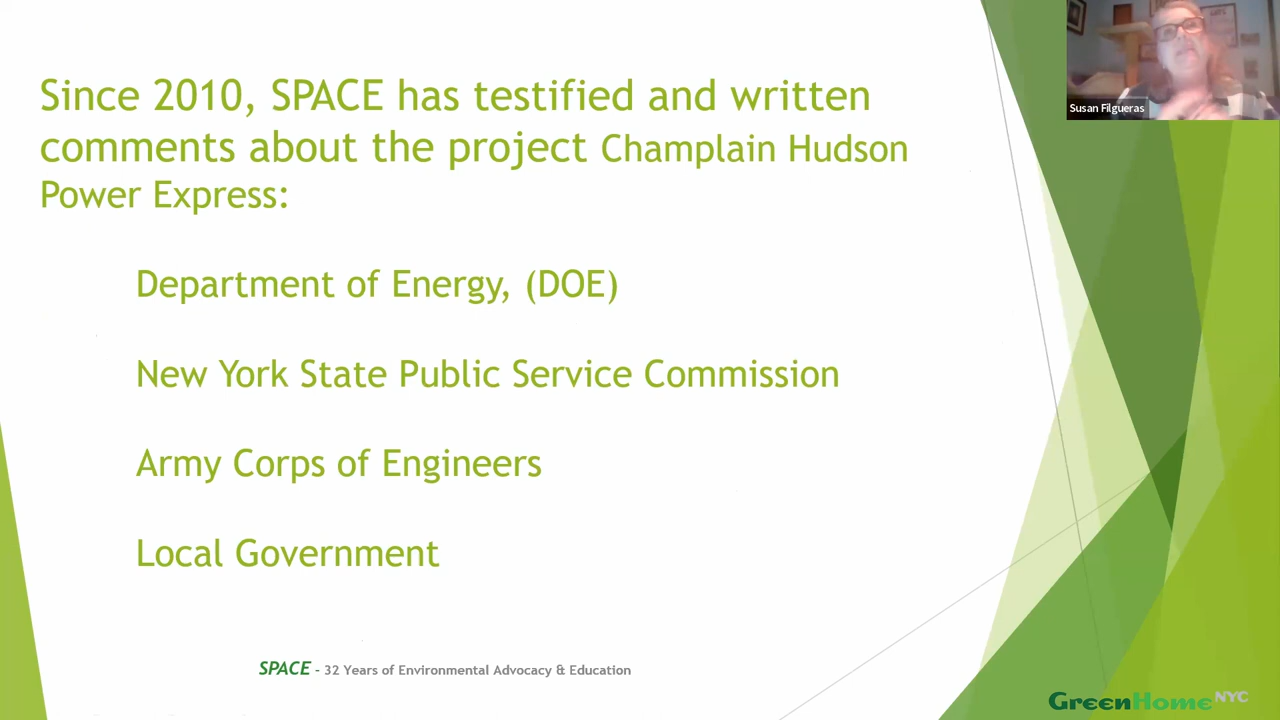 Since 2010, SPACE has testified and written
comments about the project Champlain Hudson
Power Express:
Department of Energy, (DOE)
New York State Public Service Commission
Army Corps of Engineers
Local Government
SPACE - 32 Years of Environmental Advocacy & Education
Susan Filgueras
GreenHomeNYC